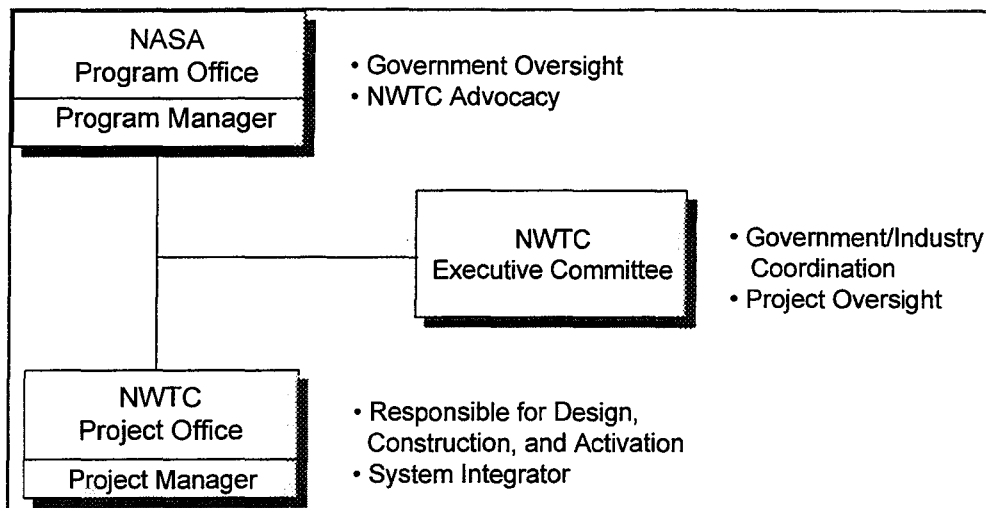 NASA
Program Office
Program Manager
• Government Oversight
• NWTC Advocacy
NWTC
Executive Committee
• Government/Industry
Coordination
• Project Oversight
NWTC
Project Office
Project Manager
• Responsible for Design,
Construction, and Activation
• System Integrator